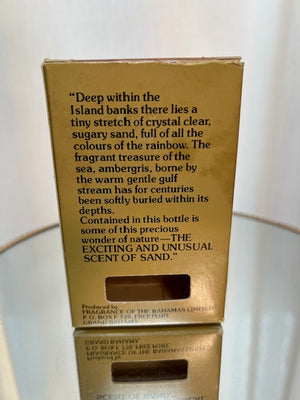 "Deep within the
Island banks there lies a
tiny stretch of crystal clear,
sugary sand, full of all the
colours of the rainbow. The
fragrant treasure of the
sea, ambergris, borne by
the warm gentle gulf
stream has for centuries
been softly buried within its
depths.
Contained in this bottle is
some of this precious
wonder of nature—THE
EXCITING AND UNUSUAL
SCENT OF SAND."
Produced by
FRAGRANCE OF THE BAHAMAS LIMITED
P. O. BOX F 770, FREEPORT,
GRAND BAHAMA